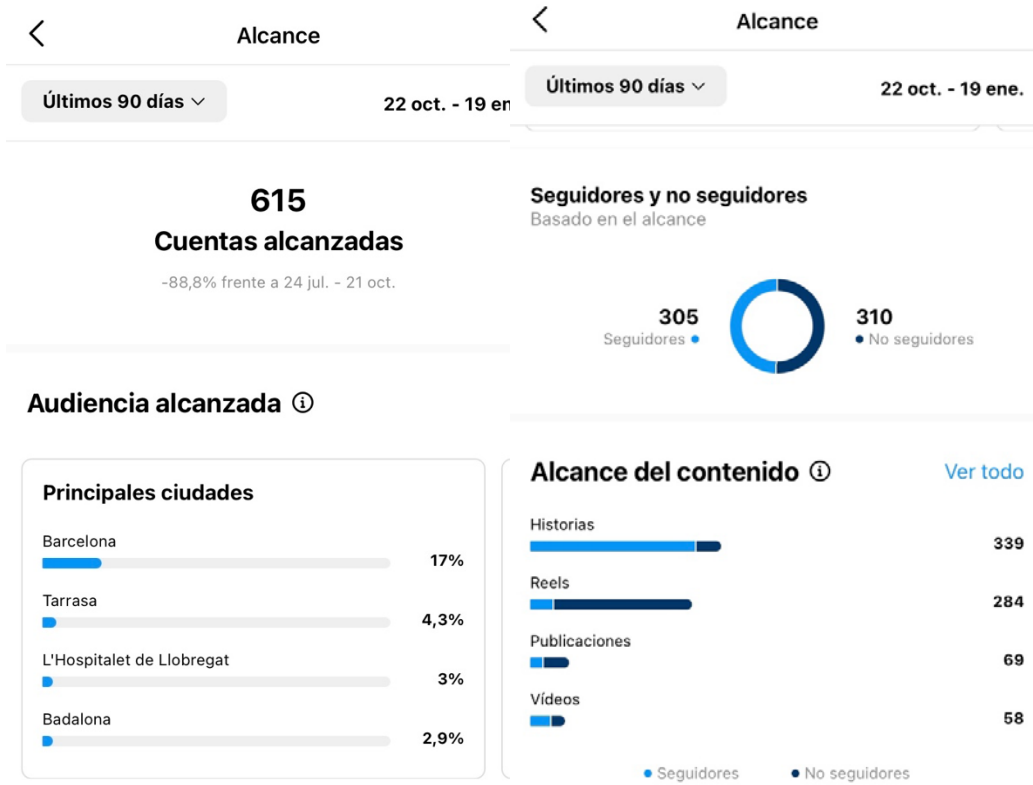 Alcance
Últimos 90 días
22 oct. - 19 en
615
Cuentas alcanzadas
-88,8% frente a 24 jul. - 21 oct.
Audiencia alcanzada
Principales ciudades
Barcelona
17%
Tarrasa
4,3%
L'Hospitalet de Llobregat
3%
Badalona
2,9%
Alcance
Últimos 90 días
22 oct. - 19 ene.
Seguidores y no seguidores
Basado en el alcance
305
Seguidores
310
No seguidores
Alcance del contenido
Ver todo
Historias
339
Reels
284
Publicaciones
69
Vídeos
58
Seguidores
No seguidores